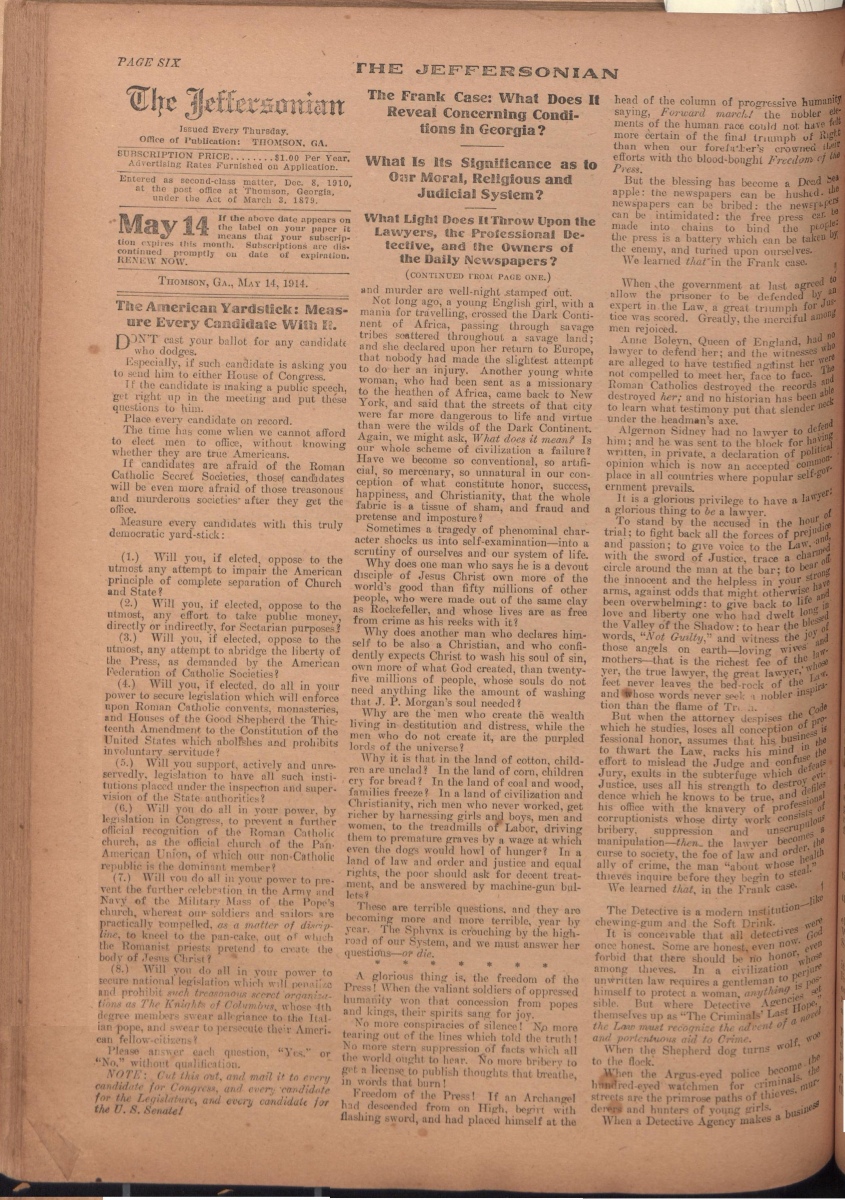 PAGE SIX
THE JEFFERSONIAN
The Jeffersonian
Issued Every Thursday.
Office of Publication: THOMSON, GA.
SUBSCRIPTION PRICE........$1.00 Per Year.
Advertising Rates Furnished on Application.
Entered as second-class matter, Dec. 8, 1910,
at the post office at Thomson, Georgia,
under the Act of March 3, 1879.
May 14 If the above date appears on
the label on your paper it
means that your subscrip-
tion expires this month. Subscriptions are dis-
continued promptly on date of expiration.
RENEW NOW.
THOMSON, GA., MAY 14, 1914.
The American Yardstick: Meas-
ure Every Candidate With It.
DON'T cast your ballot for any candidate
who dodges.
Especially, if such candidate is asking you
to send him to either House of Congress.
If the candidate is making a public speech,
get right up in the meeting and put these
questions to him.
Place every candidate on record.
The time has come when we cannot afford
to elect men to office, without knowing
whether they are true Americans.
If candidates are afraid of the Roman
Catholic Secret Societies, those candidates
will be even more afraid of those treasonous
and murderous societies after they get the
office.
Measure every candidates with this truly
democratic yard-stick:
(1.) Will you, if elcted, oppose to the
utmost any attempt to impair the American
principle of complete separation of Church
and State?
(2.) Will you, if elected, oppose to the
utmost, any effort to take public money,
directly or indirectly, for Sectarian purposes?
(3.) Will you, if elected, oppose to the
utmost, any attempt to abridge the liberty of
the Press, as demanded by the American
Federation of Catholic Societies?
(4.) Will you, if elected, do all in your
power to secure legislation which will enforce
upon Roman Catholic convents, monasteries,
and Houses of the Good Shepherd the Thir-
teenth Amendment to the Constitution of the
United States which abolishes and prohibits
involuntary servitude?
(5.) Will you support, actively and unre-
servedly, legislation to have all such insti-
tutions placed under the inspection and super-
vision of the State authorities?
(6.) Will you do all in your power, by
legislation in Congress, to prevent a further
official recognition of the Roman Catholic
church, as the official church of the Pan-
American Union, of which our non-Catholic
republic is the dominant member?
(7.) Will you do all in your power to pre-
vent the further celebration in the Army and
Navy of the Military Mass of the Pope's
church, whereat our soldiers and sailors are
practically compelled, as a matter of discip-
line, to kneel to the pan-cake, out of which
the Romanist priests pretend to create the
body of Jesus Christ?
(8.) Will you do all in your power to
secure national legislation which will penalise
and prohibit such treasonous secret organiza-
tions as The Knights of Columbus, whose 4th
degree members swear allegiance to the Ital-
ian pope, and swear to persecute their Ameri-
can fellow-citizens?
Please answer each question, "Yes," or
"No," without qualification.
NOTE: Cut this out, and mail it to every
candidate for Congress, and every candidate
for the Legislature, and every candidate for
the U. S. Senate!
The Frank Case: What Does It
Reveal Concerning Condi-
tions in Georgia?
What Is Its Significance as to
Our Moral, Religious and
Judicial System?
What Light Does It Throw Upon the
Lawyers, the Professional De-
tective, and the Owners of
the Daily Newspapers?
(CONTINUED FROM PAGE ONE.)
and murder are well-night stamped out.
Not long ago, a young English girl, with a
mania for travelling, crossed the Dark Conti-
nent of Africa, passing through savage
tribes scattered throughout a savage land;
and she declared upon her return to Europe,
that nobody had made the slightest attempt
to do her an injury. Another young white
woman, who had been sent as a missionary
to the heathen of Africa, came back to New
York, and said that the streets of that city
were far more dangerous to life and virtue
than were the wilds of the Dark Continent.
Again, we might ask, What does it mean? Is
our whole scheme of civilization a failure?
Have we become so conventional, so artifi-
cial, so mercenary, so unnatural in our con-
ception of what constitute honor, success,
happiness, and Christianity, that the whole
fabric is a tissue of sham, and fraud and
pretense and imposture?
Sometimes a tragedy of phenomenal char-
acter shocks us into self-examination—into a
scrutiny of ourselves and our system of life.
Why does one man who says he is a devout
disciple of Jesus Christ own more of the
world's good than fifty millions of other
people, who were made out of the same clay
as Rockefeller, and whose lives are as free
from crime as his reeks with it?
Why does another man who declares him-
self to be also a Christian, and who confi-
dently expects Christ to wash his soul of sin,
own more of what God created, than twenty-
five millions of people, whose souls do not
need anything like the amount of washing
that J. P. Morgan's soul needed?
Why are the men who create the wealth
living in destitution and distress, while the
men who do not create it, are the purpled
lords of the universe?
Why it is that in the land of cotton, child-
ren are unclad? In the land of corn, children
cry for bread? In the land of coal and wood,
families freeze? In a land of civilization and
Christianity, rich men who never worked, get
richer by harnessing girls and boys, men and
women, to the treadmills of Labor, driving
them to premature graves by a wage at which
even the dogs would howl of hunger? In a
land of law and order and justice and equal
rights, the poor should ask for decent treat-
ment, and be answered by machine-gun bul-
lets?
These are terrible questions, and they are
becoming more and more terrible, year by
year. The Sphynx is crouching by the high-
road of our System, and we must answer her
questions—or die.
* * * * *
A glorious thing is, the freedom of the
Press! When the valiant soldiers of oppressed
humanity won that concession from popes
and kings, their spirits sang for joy.
No more conspiracies of silence! No more
tearing out of the lines which told the truth!
No more stern suppression of facts which all
the world ought to hear. No more bribery to
get a license to publish thoughts that breathe,
in words that burn!
Freedom of the Press! If an Archangel
had descended from on High, begirt with
flashing sword, and had placed himself at the
head of the column of progressive humanity
saying, Forward march! the nobler ele-
ments of the human race could not have felt
more certain of the final triumph of Right
than when our forefather's crowned their
efforts with the blood-bought Freedom of the
Press.
But the blessing has become a Dead Sea
apple: the newspapers can be hushed. the
newspapers can be bribed: the newspapers
can be intimidated: the free press can be
made into chains to bind the people:
the press is a battery which can be taken by
the enemy, and turned upon ourselves.
We learned that in the Frank case.
When the government at last agreed to
allow the prisoner to be defended by an
expert in the Law, a great triumph for Jus-
tice was scored. Greatly, the merciful among
men rejoiced.
Anne Boleyn, Queen of England, had no
lawyer to defend her; and the witnesses who
are alleged to have testified against her were
not compelled to meet her, face to face. The
Roman Catholics destroyed the records and
destroyed her; and no historian has been able
to learn what testimony put that slender neck
under the headman's axe.
Algernon Sidney had no lawyer to defend
him; and he was sent to the block for having
written, in private, a declaration of political
opinion which is now an accepted common-
place in all countries where popular self-gov-
ernment prevails.
It is a glorious privilege to have a lawyer:
a glorious thing to be a lawyer.
To stand by the accused in the hour of
trial; to fight back all the forces of prejudice
and passion; to give voice to the Law, and,
with the sword of Justice, trace a charmed
circle around the man at the bar; to bear off
the innocent and the helpless in your strong
arms, against odds that might otherwise have
been overwhelming: to give back to life and
love and liberty one who had dwelt long in
the Valley of the Shadow: to hear the blessed
words, "Not Guilty," and witness the joy of
those angels on earth—loving wives and
mothers—that is the richest fee of the law-
yer, the true lawyer, the great lawyer, whose
feet never leaves the bed-rock of the Law,
and whose words never seek a nobler inspira-
tion than the flame of
But when the attorney despises the Code
which he studies, loses all conception of pro-
fessional honor, assumes that his business is
to thwart the Law, racks his mind in the
effort to mislead the Judge and confuse the
Jury, exults in the subterfuge which defeats
Justice, uses all his strength to destroy evi-
dence which he knows to be true, and defiles
his office with the knavery of professional
corruptionists whose dirty work consists of
bribery, suppression and unscrupulous
manipulation—then the lawyer becomes a
curse to society, the foe of law and order, the
ally of crime, the man "about whose health
thieves inquire before they begin to steal."
We learned that, in the Frank case.
The Detective is a modern institution—like
chewing-gum and the Soft Drink.
It is conceivable that all detectives were
once honest. Some are honest, even now. God
forbid that there should be no honor, even
among thieves. In a civilization whose
unwritten law requires a gentleman to perjure
himself to protect a woman, anything is pos-
sible. But where Detective Agencies set
themselves up as "The Criminals' Last Hope,"
the Law must recognize the advent of a novel
and portentous aid to Crime.
When the Shepherd dog turns wolf, woe
to the flock.
When the Argus-eyed police become the
hundred-eyed watchmen for criminals, the
streets are the primrose paths of thieves, mur-
derers and hunters of young girls.
When a Detective Agency makes a business